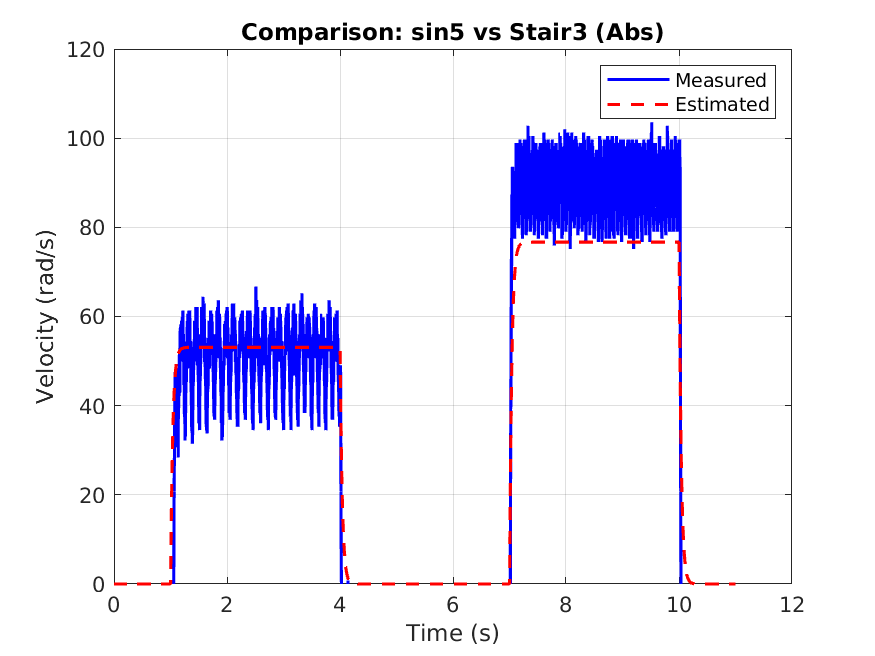 Comparison: sin5 vs Stair3 (Abs)
Measured
Estimated
Velocity (rad/s)
120
100
80
60
40
20
0
0 2 4 6 8 10 12
Time (s)